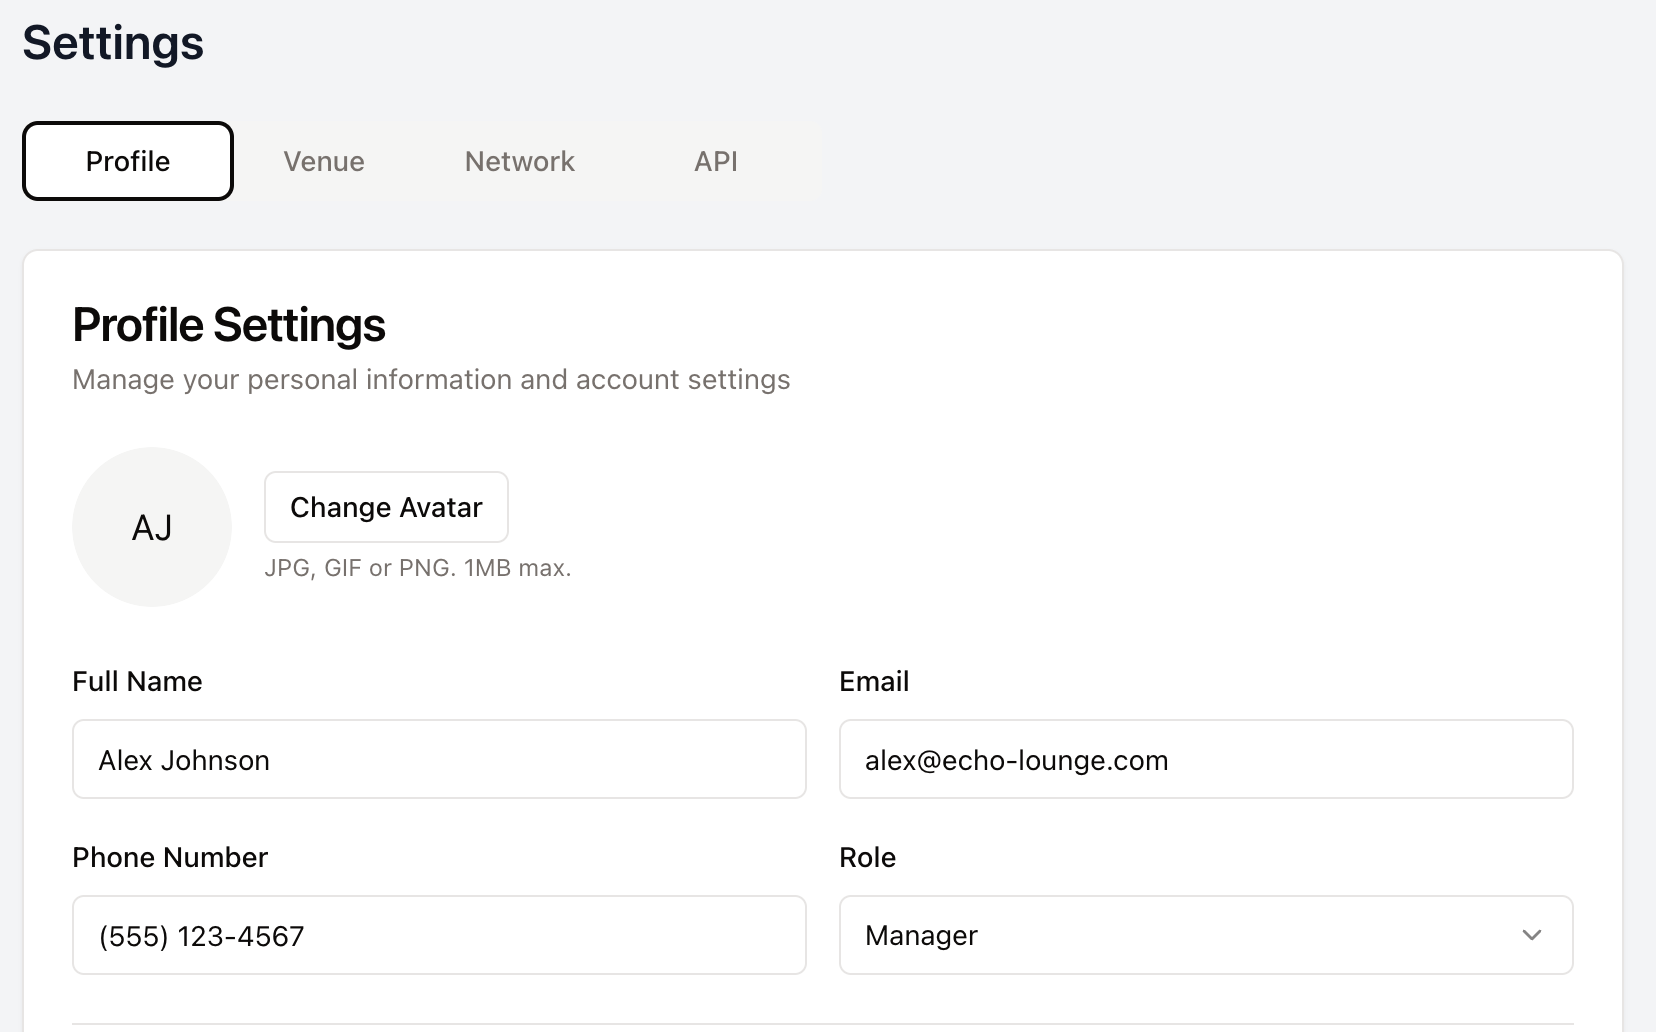 Settings
Profile Venue Network API
Profile Settings
Manage your personal information and account settings
AJ
Change Avatar
JPG, GIF or PNG. 1MB max.
Full Name
Alex Johnson
Email
alex@echo-lounge.com
Phone Number
(555) 123-4567
Role
Manager